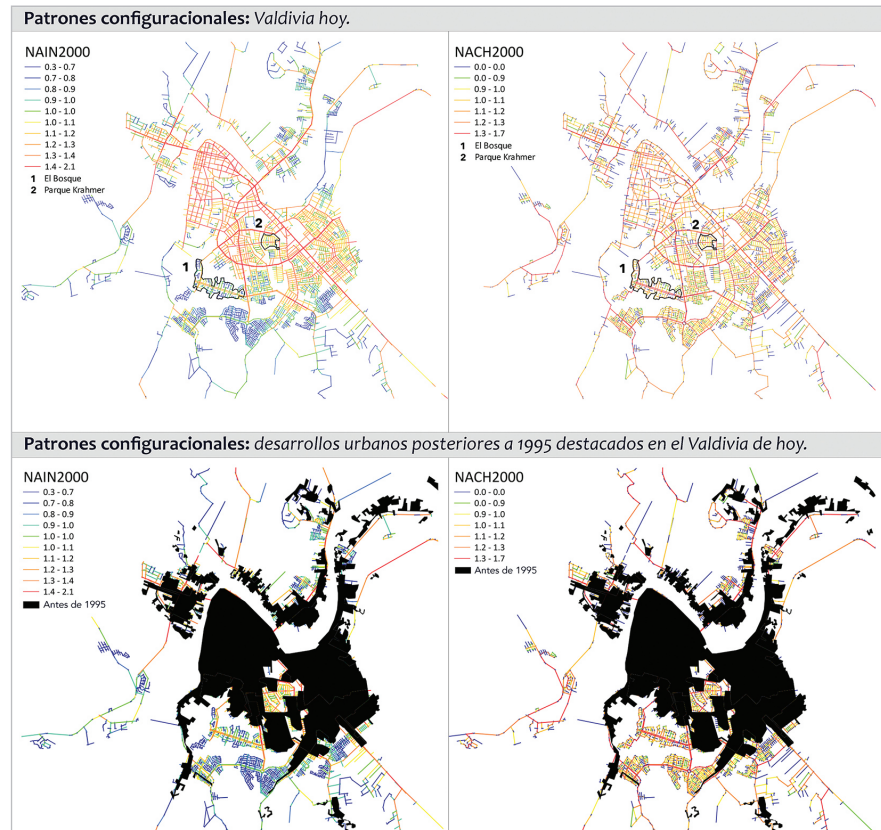 Patrones configuracionales: Valdivia hoy.
NAIN2000
0.3 - 0.7
0.7 - 0.8
0.8 - 0.9
0.9 - 1.0
1.0 - 1.0
1.0 - 1.1
1.1 - 1.2
1.2 - 1.3
1.3 - 1.4
1.4 - 2.1
1 El Bosque
2 Parque Krahmer
2
1
NACH2000
0.0 - 0.0
0.0 - 0.9
0.9 - 1.0
1.0 - 1.1
1.1 - 1.2
1.2 - 1.3
1.3 - 1.7
1 El Bosque
2 Parque Krahmer
2
1
Patrones configuracionales: desarrollos urbanos posteriores a 1995 destacados en el Valdivia de hoy.
NAIN2000
0.3 - 0.7
0.7 - 0.8
0.8 - 0.9
0.9 - 1.0
1.0 - 1.0
1.0 - 1.1
1.1 - 1.2
1.2 - 1.3
1.3 - 1.4
1.4 - 2.1
Antes de 1995
NACH2000
0.0 - 0.0
0.0 - 0.9
0.9 - 1.0
1.0 - 1.1
1.1 - 1.2
1.2 - 1.3
1.3 - 1.7
Antes de 1995